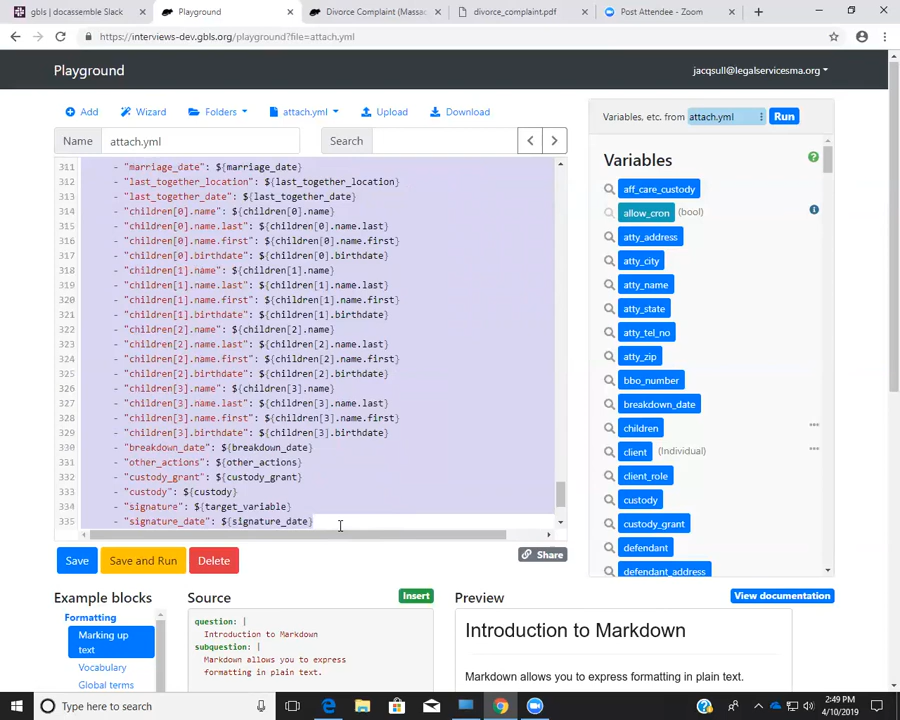 gbls | docassemble Slack
Playground
Divorce Complaint (Massac
divorce_complaint.pdf
Post Attendee - Zoom
https://interviews-dev.gbls.org/playground?file=attach.yml
Playground
jacqsull@legalservicesma.org
Add
Wizard
Folders
attach.yml
Upload
Download
Name
attach.yml
Search
311 - "marriage_date": ${marriage_date}
312 - "last_together_location": ${last_together_location}
313 - "last_together_date": ${last_together_date}
314 - "children[0].name": ${children[0].name}
315 - "children[0].name.last": ${children[0].name.last}
316 - "children[0].name.first": ${children[0].name.first}
317 - "children[0].birthdate": ${children[0].birthdate}
318 - "children[1].name": ${children[1].name}
319 - "children[1].name.last": ${children[1].name.last}
320 - "children[1].name.first": ${children[1].name.first}
321 - "children[1].birthdate": ${children[1].birthdate}
322 - "children[2].name": ${children[2].name}
323 - "children[2].name.last": ${children[2].name.last}
324 - "children[2].name.first": ${children[2].name.first}
325 - "children[2].birthdate": ${children[2].birthdate}
326 - "children[3].name": ${children[3].name}
327 - "children[3].name.last": ${children[3].name.last}
328 - "children[3].name.first": ${children[3].name.first}
329 - "children[3].birthdate": ${children[3].birthdate}
330 - "breakdown_date": ${breakdown_date}
331 - "other_actions": ${other_actions}
332 - "custody_grant": ${custody_grant}
333 - "custody": ${custody}
334 - "signature": ${target_variable}
335 - "signature_date": ${signature_date}
Share
Save
Save and Run
Delete
Variables, etc. from
attach.yml
Run
Variables
aff_care_custody
allow_cron (bool)
atty_address
atty_city
atty_name
atty_state
atty_tel_no
atty_zip
bbo_number
breakdown_date
children
client (Individual)
client_role
custody
custody_grant
defendant
defendant_address
Example blocks
Formatting
Marking up text
Vocabulary
Global terms
Source
Insert
question: |
Introduction to Markdown
subquestion: |
Markdown allows you to express
formatting in plain text.
Preview
View documentation
Introduction to Markdown
Markdown allows you to express formatting in plain text.
Type here to search
2:49 PM
4/10/2019